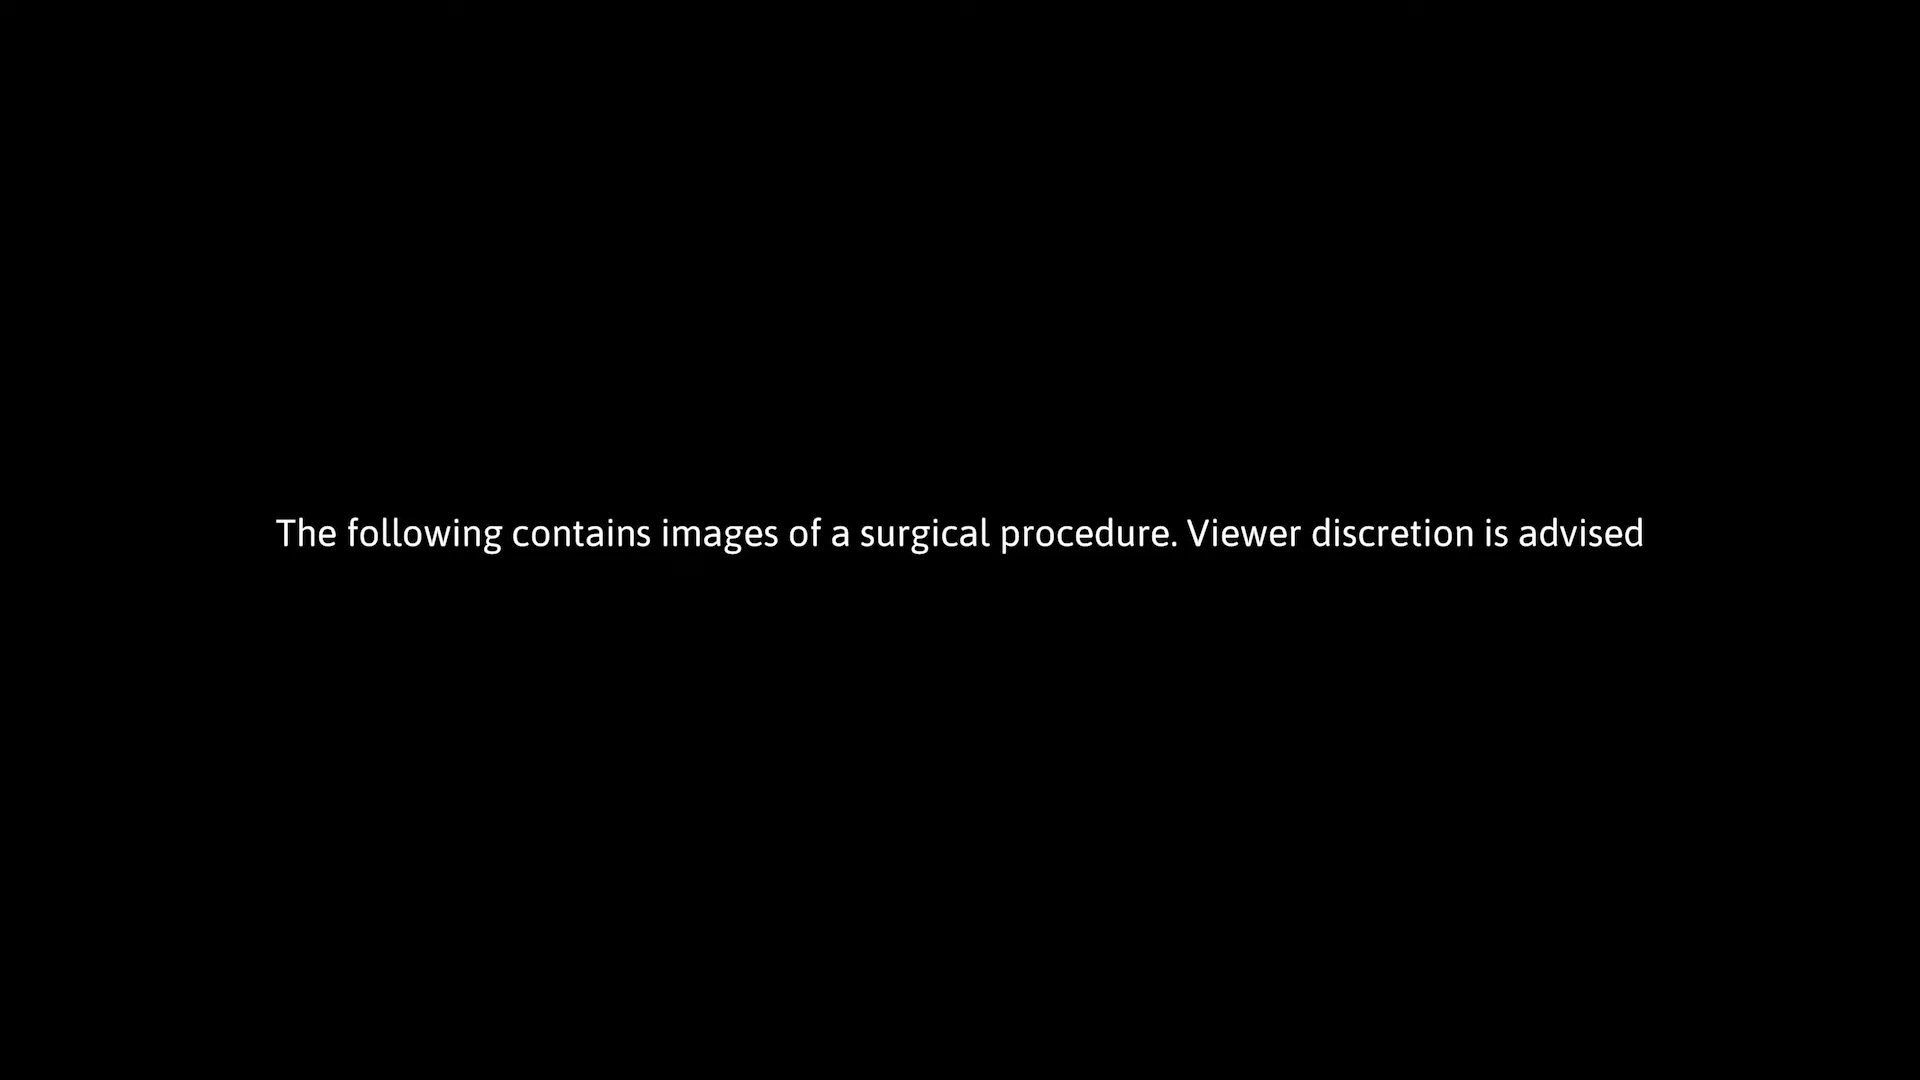 The following contains images of a surgical procedure. Viewer discretion is advised